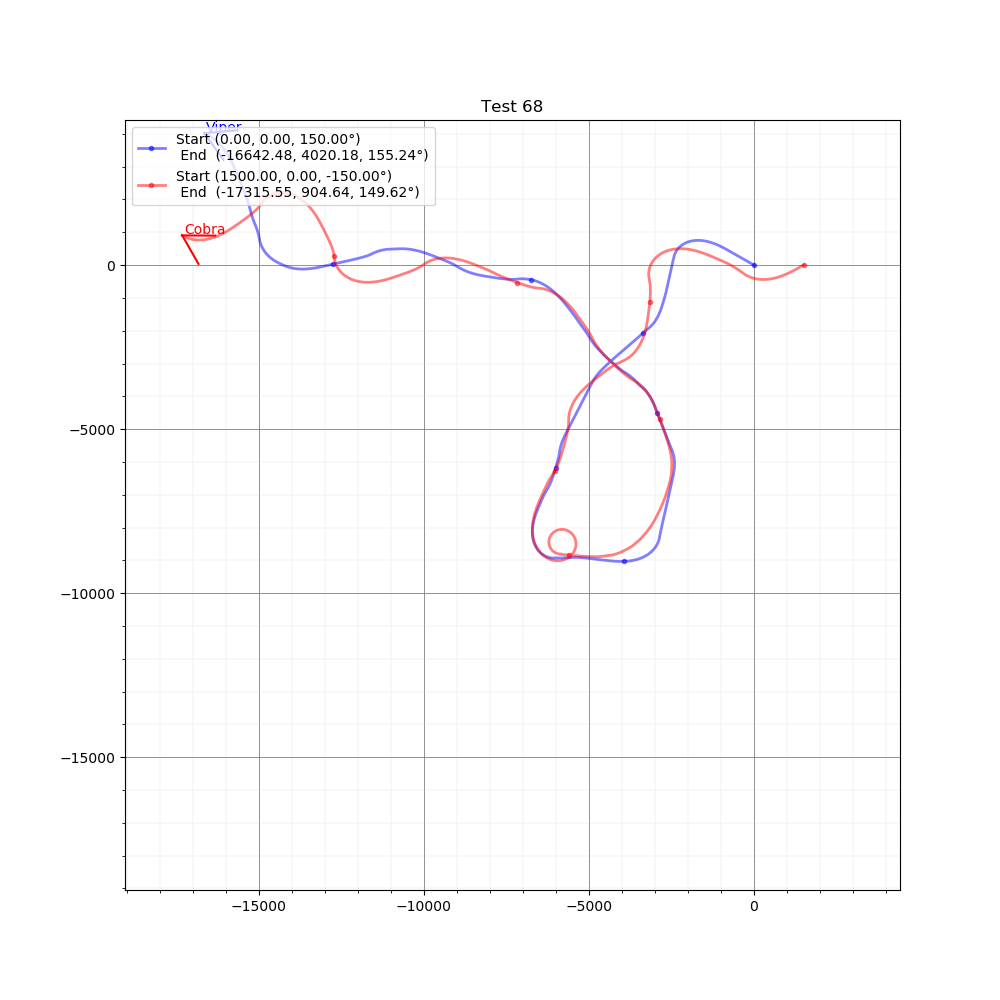 Test 68
Viper
Start (0.00, 0.00, 150.00°)
End (-16642.48, 4020.18, 155.24°)
Start (1500.00, 0.00, -150.00°)
End (-17315.55, 904.64, 149.62°)
Cobra
0
−5000
−10000
−15000
−15000 −10000 −5000 0